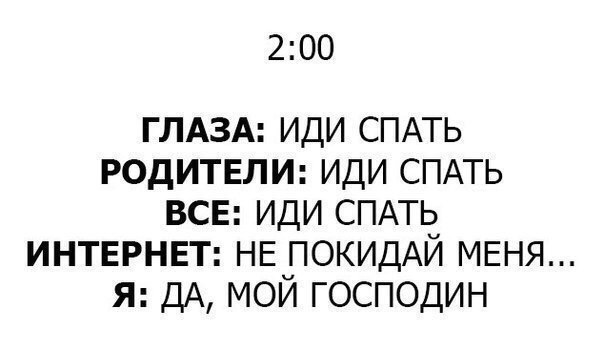 2:00
ГЛАЗА: ИДИ СПАТЬ
РОДИТЕЛИ: ИДИ СПАТЬ
ВСЕ: ИДИ СПАТЬ
ИНТЕРНЕТ: НЕ ПОКИДАЙ МЕНЯ...
Я: ДА, МОЙ ГОСПОДИН